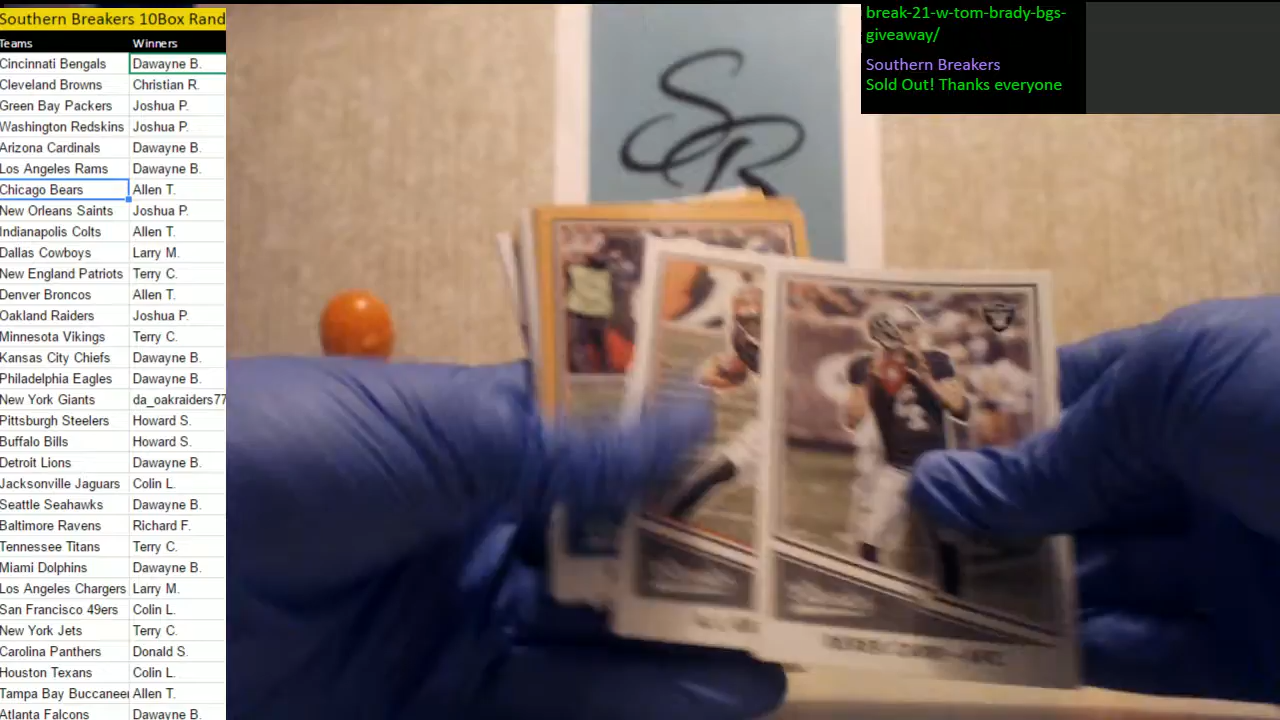 Southern Breakers 10Box Rand
Teams Winners
Cincinnati Bengals Dawayne B.
Cleveland Browns Christian R.
Green Bay Packers Joshua P.
Washington Redskins Joshua P.
Arizona Cardinals Dawayne B.
Los Angeles Rams Dawayne B.
Chicago Bears Allen T.
New Orleans Saints Joshua P.
Indianapolis Colts Allen T.
Dallas Cowboys Larry M.
New England Patriots Terry C.
Denver Broncos Allen T.
Oakland Raiders Joshua P.
Minnesota Vikings Terry C.
Kansas City Chiefs Dawayne B.
Philadelphia Eagles Dawayne B.
New York Giants da_oakraiders77
Pittsburgh Steelers Howard S.
Buffalo Bills Howard S.
Detroit Lions Dawayne B.
Jacksonville Jaguars Colin L.
Seattle Seahawks Dawayne B.
Baltimore Ravens Richard F.
Tennessee Titans Terry C.
Miami Dolphins Dawayne B.
Los Angeles Chargers Larry M.
San Francisco 49ers Colin L.
New York Jets Terry C.
Carolina Panthers Donald S.
Houston Texans Colin L.
Tampa Bay Buccaneer Allen T.
Atlanta Falcons Dawayne B.
SB
4
break-21-w-tom-brady-bgs-
giveaway/
Southern Breakers
Sold Out! Thanks everyone